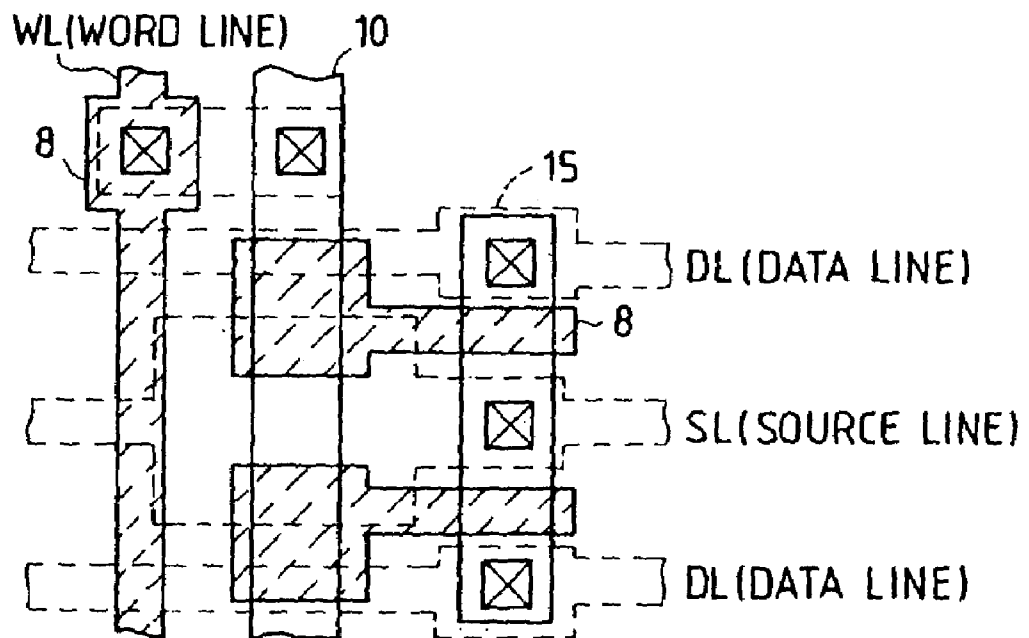 WL(WORD LINE)
10
8
15
DL(DATA LINE)
8
SL(SOURCE LINE)
DL(DATA LINE)